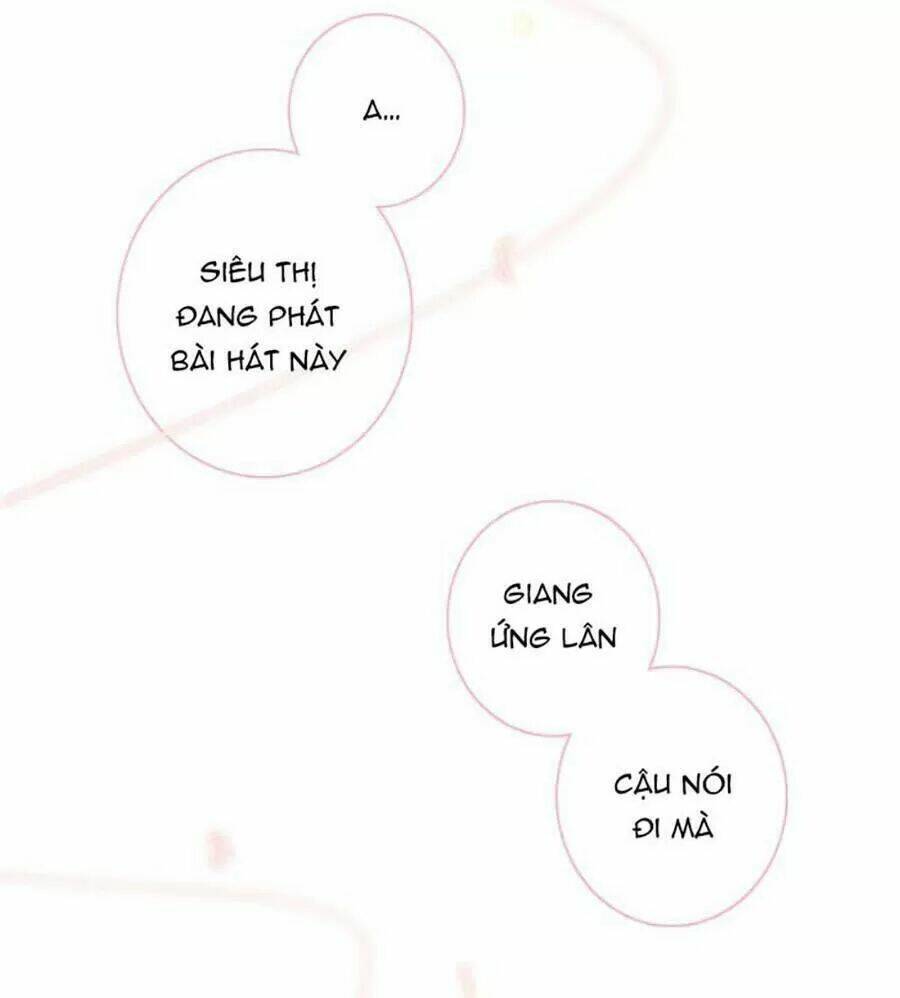 A...
SIÊU THỊ
ĐANG PHÁT
BÀI HÁT NÀY
GIANG
ỨNG LÂN
CẬU NÓI
ĐI MÀ